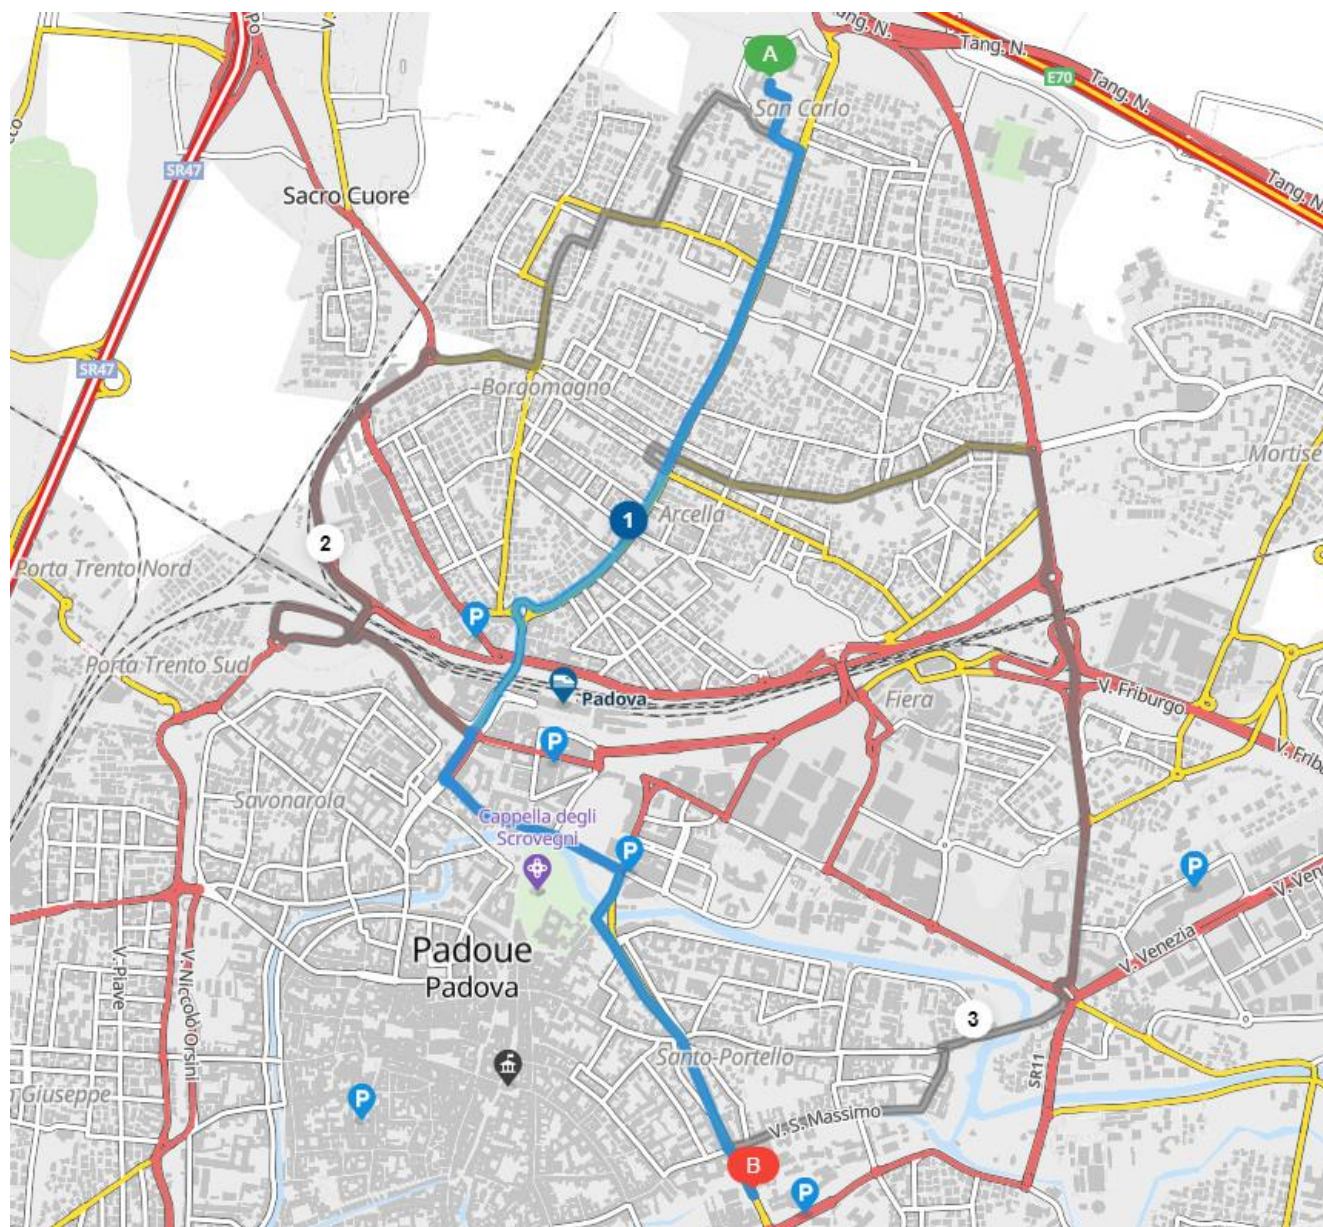 Tang. N.
Tang. N.
E70
Tang. N.
Tang. N.
Po
V.
A
San Carlo
SR47
Sacro Cuore
SR47
Borgomagno
Mortise
1
Arcella
2
Porta Trento Nord
P
Porta Trento Sud
Padova
V. Friburgo
Fiera
P
V. Fribu
Savonarola
Cappella degli
Scrovegni
P
P
V. Ven
V. Venezia
Padoue
Padova
V. Piave
V. Niccolò Orsini
3
Santo-Portello
SR11
Giuseppe
P
V. S. Massimo
B
P